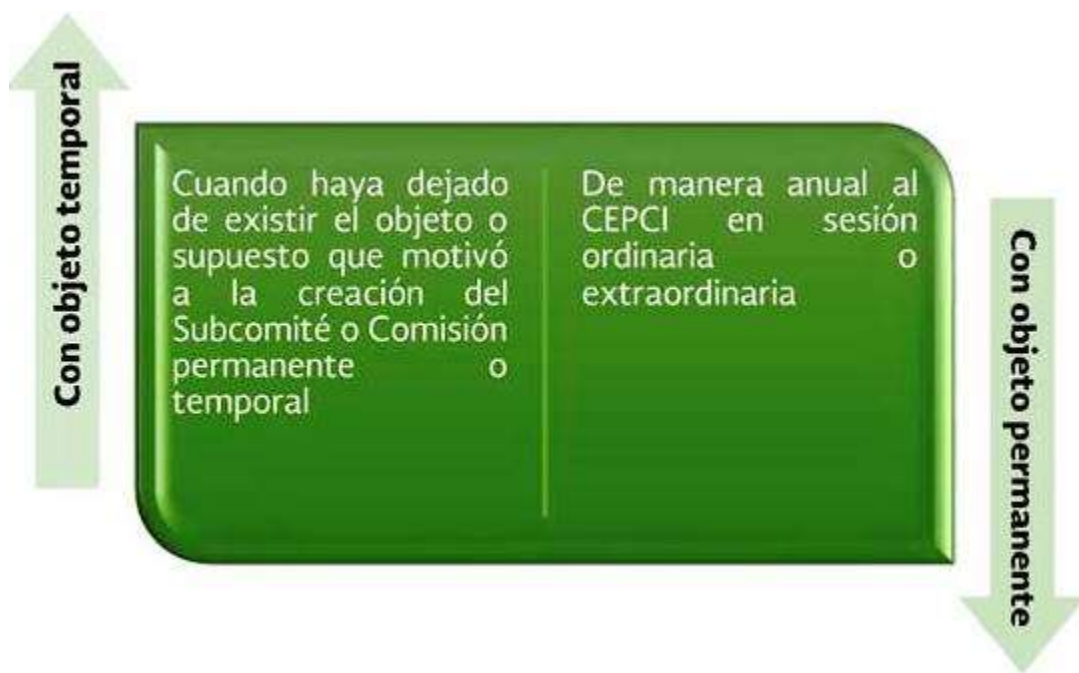 Con objeto temporal
Cuando haya dejado
de existir el objeto o
supuesto que motivó
a la creación del
Subcomité o Comisión
permanente o
temporal
De manera anual al
CEPCI en sesión
ordinaria o
extraordinaria
Con objeto permanente